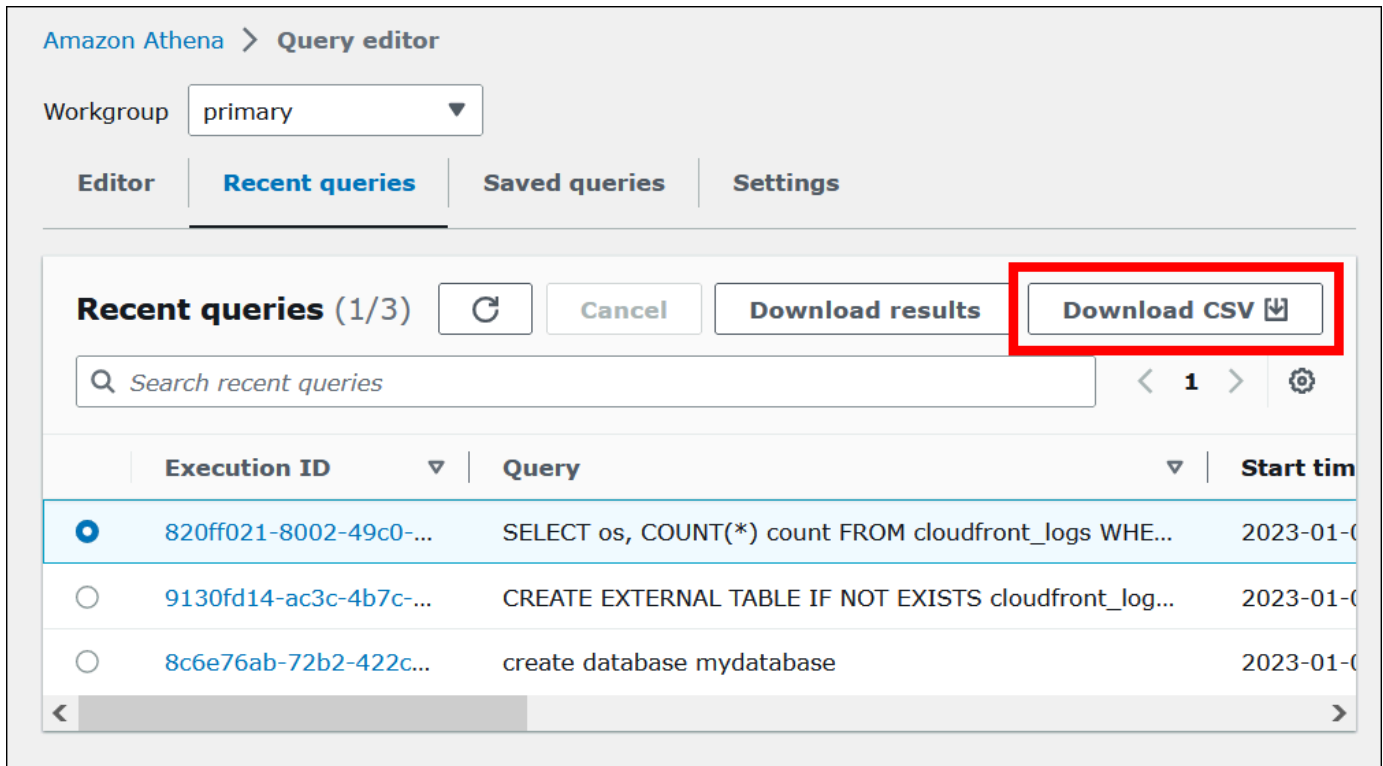 Amazon Athena > Query editor
Workgroup primary
Editor Recent queries Saved queries Settings
Recent queries (1/3) Cancel Download results Download CSV
Search recent queries 1
Execution ID Query Start tim
820ff021-8002-49c0-... SELECT os, COUNT(*) count FROM cloudfront_logs WHE... 2023-01-0
9130fd14-ac3c-4b7c-... CREATE EXTERNAL TABLE IF NOT EXISTS cloudfront_log... 2023-01-0
8c6e76ab-72b2-422c... create database mydatabase 2023-01-0